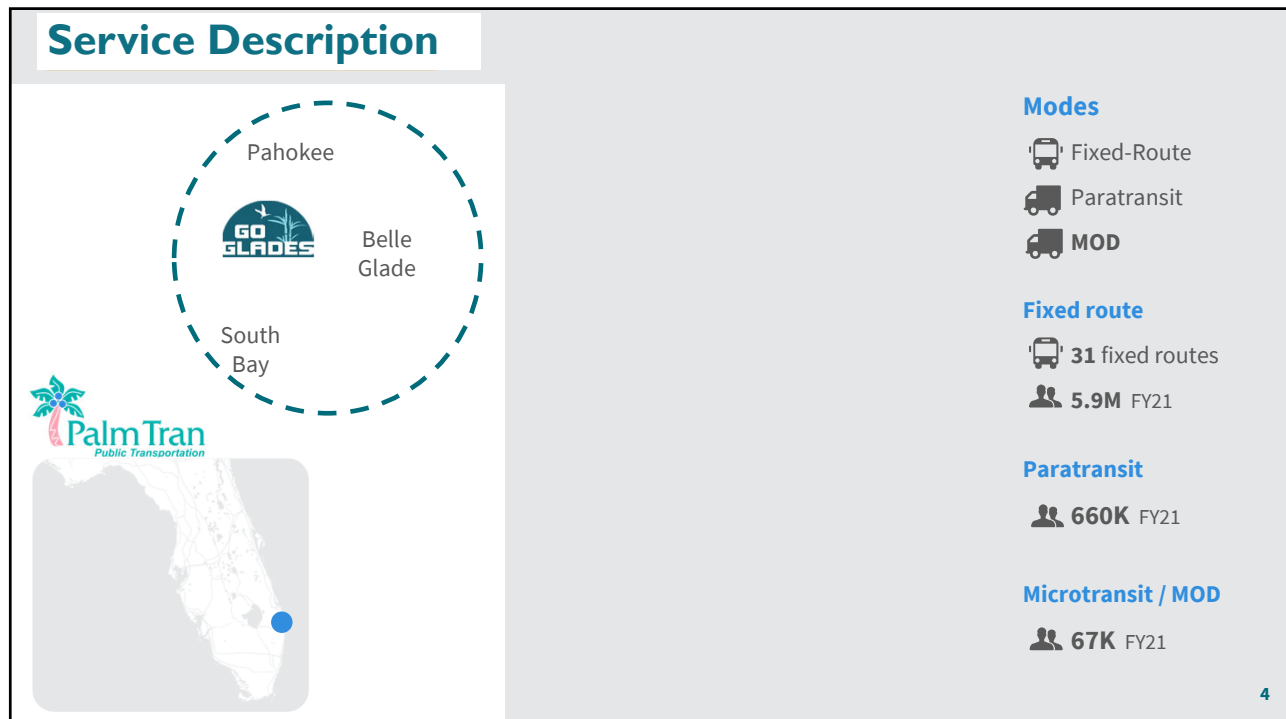 Service Description
Pahokee
GO
GLADES
Belle
Glade
South
Bay
Palm Tran
Public Transportation
Modes
Fixed-Route
Paratransit
MOD
Fixed route
31 fixed routes
5.9M FY21
Paratransit
660K FY21
Microtransit / MOD
67K FY21
4